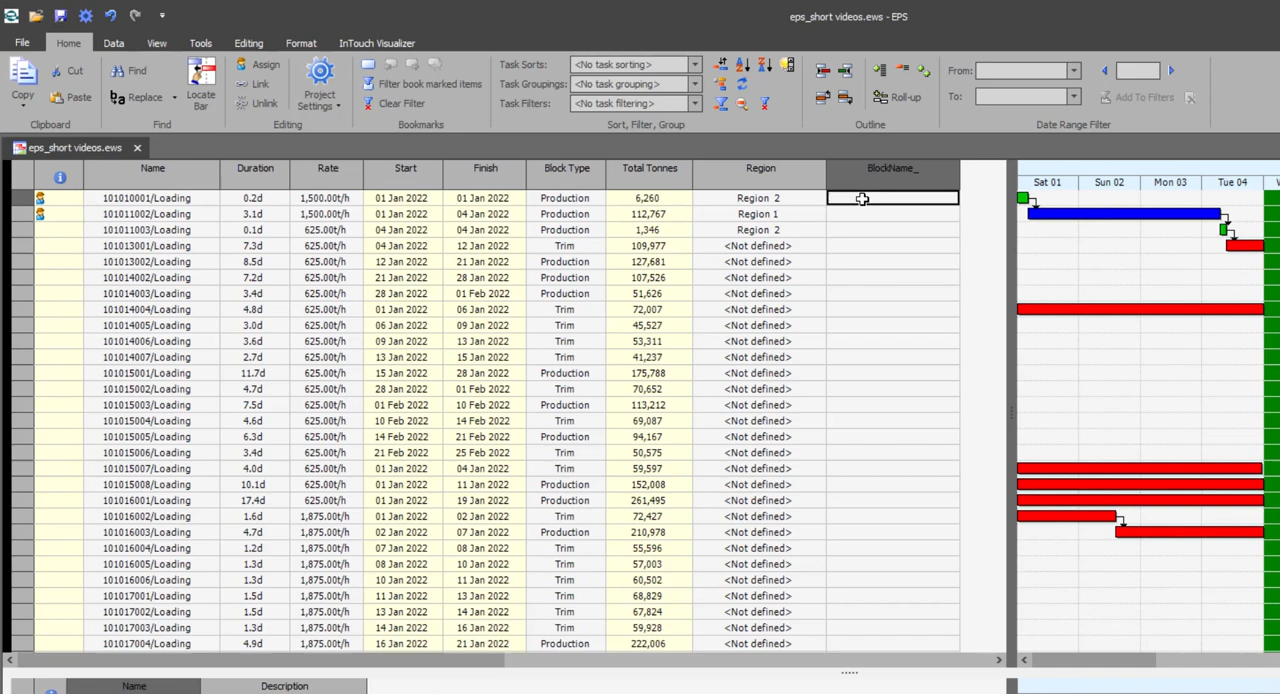 eps_short videos.ews - EPS
File Home Data View Tools Editing Format InTouch Visualizer
Cut Find Assign Task Sorts: <No task sorting> From:
Copy Paste Replace Link Unlink Locate Bar Project Settings Filter book marked items Task Groupings: <No task grouping> Roll-up To: Add To Filters
Clear Filter Task Filters: <No task filtering>
Clipboard Find Editing Bookmarks Sort, Filter, Group Outline Date Range Filter
eps_short videos.ews
Name Duration Rate Start Finish Block Type Total Tonnes Region BlockName_ Sat 01 Sun 02 Mon 03 Tue 04
101010001/Loading 0.2d 1,500.00t/h 01 Jan 2022 01 Jan 2022 Production 6,260 Region 2
101011002/Loading 3.1d 1,500.00t/h 01 Jan 2022 04 Jan 2022 Production 112,767 Region 1
101011003/Loading 0.1d 625.00t/h 04 Jan 2022 04 Jan 2022 Production 1,346 Region 2
101013001/Loading 7.3d 625.00t/h 04 Jan 2022 12 Jan 2022 Trim 109,977 <Not defined>
101013002/Loading 8.5d 625.00t/h 12 Jan 2022 21 Jan 2022 Production 127,681 <Not defined>
101014002/Loading 7.2d 625.00t/h 21 Jan 2022 28 Jan 2022 Production 107,526 <Not defined>
101014003/Loading 3.4d 625.00t/h 28 Jan 2022 01 Feb 2022 Production 51,626 <Not defined>
101014004/Loading 4.8d 625.00t/h 01 Jan 2022 06 Jan 2022 Trim 72,007 <Not defined>
101014005/Loading 3.0d 625.00t/h 06 Jan 2022 09 Jan 2022 Trim 45,527 <Not defined>
101014006/Loading 3.6d 625.00t/h 09 Jan 2022 13 Jan 2022 Trim 53,311 <Not defined>
101014007/Loading 2.7d 625.00t/h 13 Jan 2022 15 Jan 2022 Trim 41,237 <Not defined>
101015001/Loading 11.7d 625.00t/h 15 Jan 2022 28 Jan 2022 Production 175,788 <Not defined>
101015002/Loading 4.7d 625.00t/h 28 Jan 2022 01 Feb 2022 Trim 70,652 <Not defined>
101015003/Loading 7.5d 625.00t/h 01 Feb 2022 10 Feb 2022 Production 113,212 <Not defined>
101015004/Loading 4.6d 625.00t/h 10 Feb 2022 14 Feb 2022 Trim 69,087 <Not defined>
101015005/Loading 6.3d 625.00t/h 14 Feb 2022 21 Feb 2022 Production 94,167 <Not defined>
101015006/Loading 3.4d 625.00t/h 21 Feb 2022 25 Feb 2022 Trim 50,575 <Not defined>
101015007/Loading 4.0d 625.00t/h 01 Jan 2022 04 Jan 2022 Trim 59,597 <Not defined>
101015008/Loading 10.1d 625.00t/h 01 Jan 2022 11 Jan 2022 Production 152,008 <Not defined>
101016001/Loading 17.4d 625.00t/h 01 Jan 2022 19 Jan 2022 Production 261,495 <Not defined>
101016002/Loading 1.6d 1,875.00t/h 01 Jan 2022 02 Jan 2022 Trim 72,427 <Not defined>
101016003/Loading 4.7d 1,875.00t/h 02 Jan 2022 07 Jan 2022 Production 210,978 <Not defined>
101016004/Loading 1.2d 1,875.00t/h 07 Jan 2022 08 Jan 2022 Trim 55,596 <Not defined>
101016005/Loading 1.3d 1,875.00t/h 08 Jan 2022 10 Jan 2022 Trim 57,003 <Not defined>
101016006/Loading 1.3d 1,875.00t/h 10 Jan 2022 11 Jan 2022 Trim 60,502 <Not defined>
101017001/Loading 1.5d 1,875.00t/h 11 Jan 2022 13 Jan 2022 Trim 68,829 <Not defined>
101017002/Loading 1.5d 1,875.00t/h 13 Jan 2022 14 Jan 2022 Trim 67,824 <Not defined>
101017003/Loading 1.3d 1,875.00t/h 14 Jan 2022 16 Jan 2022 Trim 59,928 <Not defined>
101017004/Loading 4.9d 1,875.00t/h 16 Jan 2022 21 Jan 2022 Production 222,006 <Not defined>
Name Description